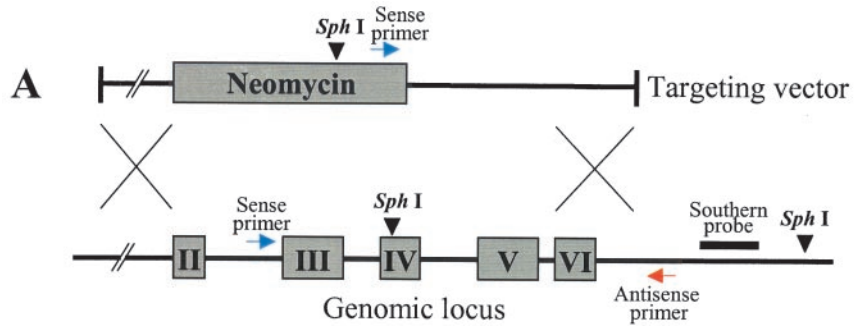 A
Sph I
Sense
primer
Neomycin
Targeting vector
Sense
primer
Sph I
Southern
probe
Sph I
II
III
IV
V
VI
Antisense
primer
Genomic locus